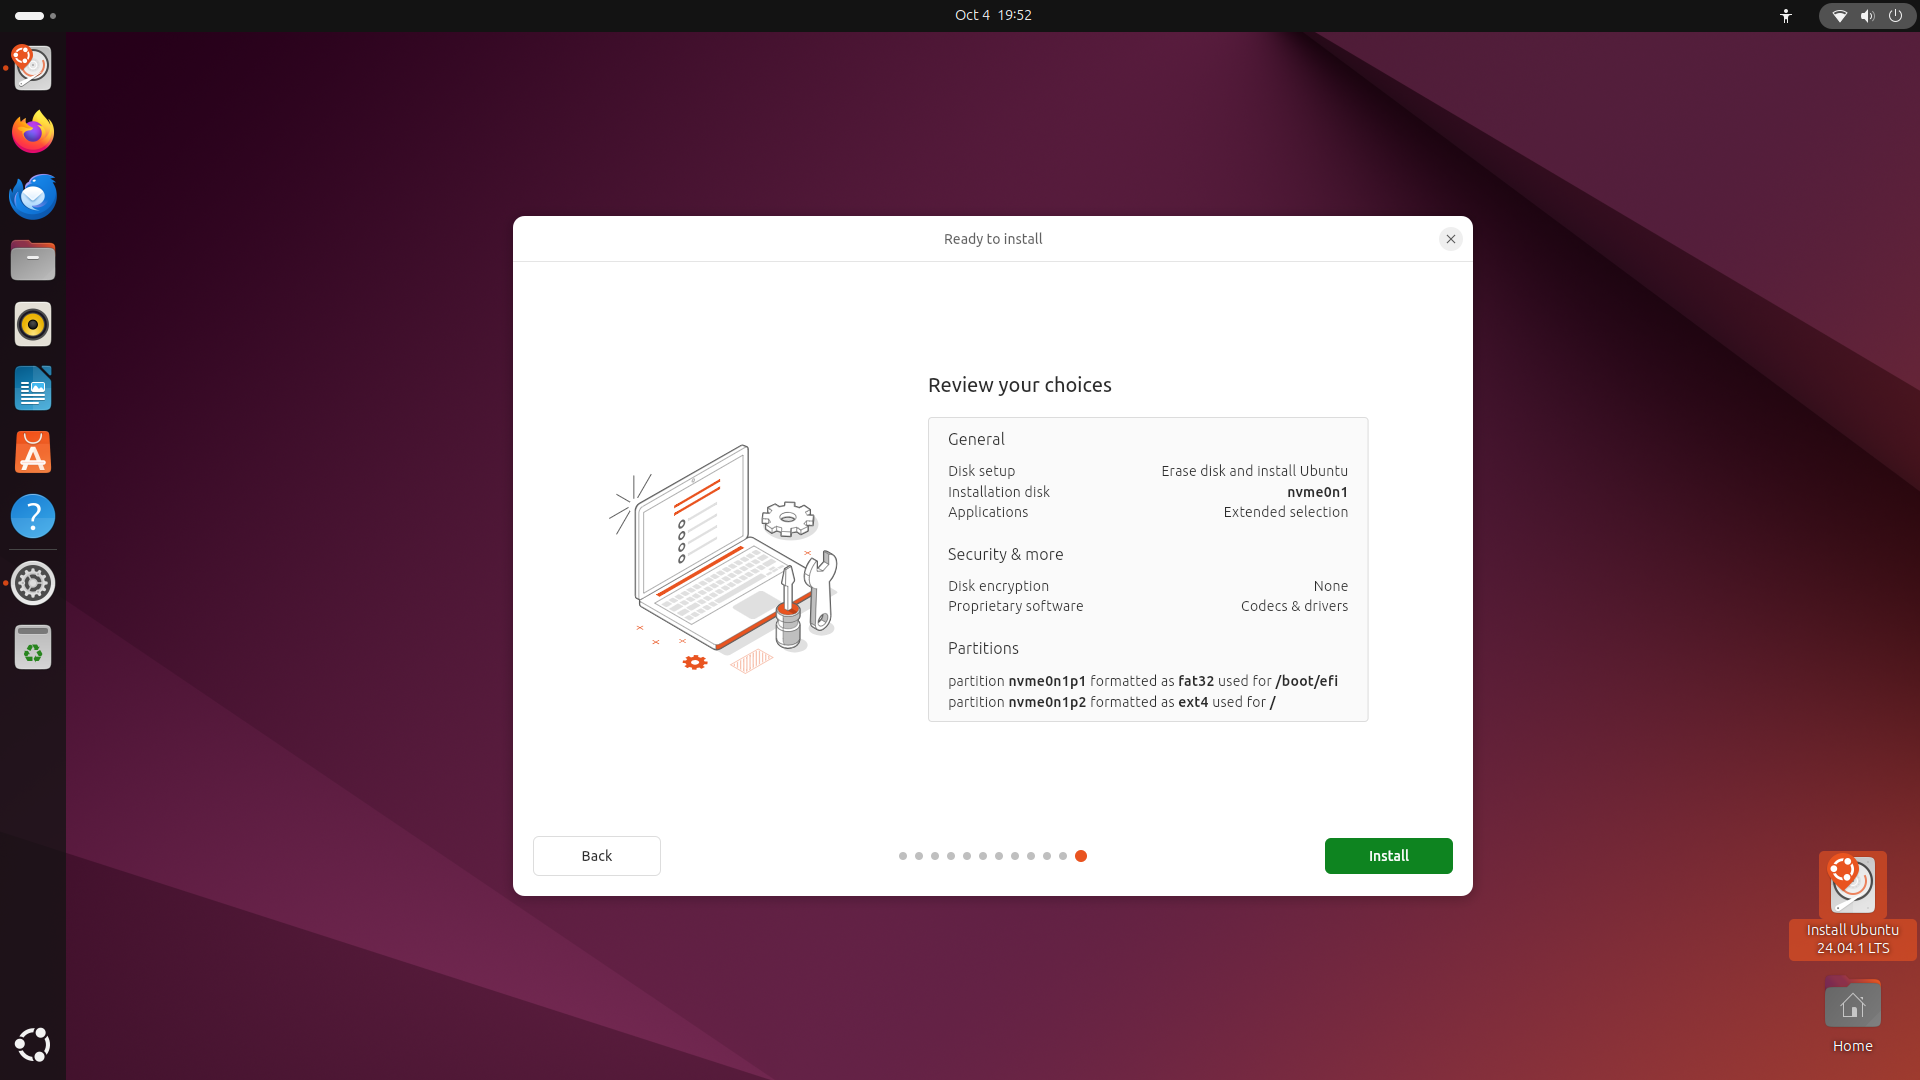 Oct 4 19:52
Ready to install
Review your choices
General
Disk setup Erase disk and install Ubuntu
Installation disk nvme0n1
Applications Extended selection
Security & more
Disk encryption None
Proprietary software Codecs & drivers
Partitions
partition nvme0n1p1 formatted as fat32 used for /boot/efi
partition nvme0n1p2 formatted as ext4 used for /
Back
Install
Install Ubuntu
24.04.1 LTS
Home